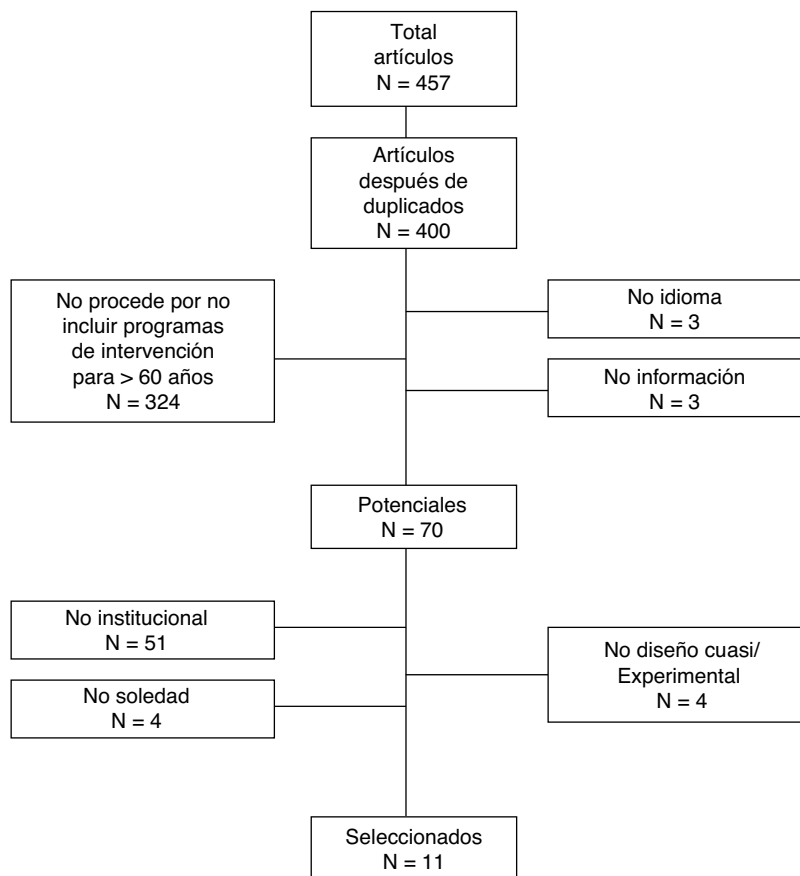 Total
artículos
N = 457
Artículos
después de
duplicados
N = 400
No procede por no
incluir programas
de intervención
para > 60 años
N = 324
No idioma
N = 3
No información
N = 3
Potenciales
N = 70
No institucional
N = 51
No soledad
N = 4
No diseño cuasi/
Experimental
N = 4
Seleccionados
N = 11